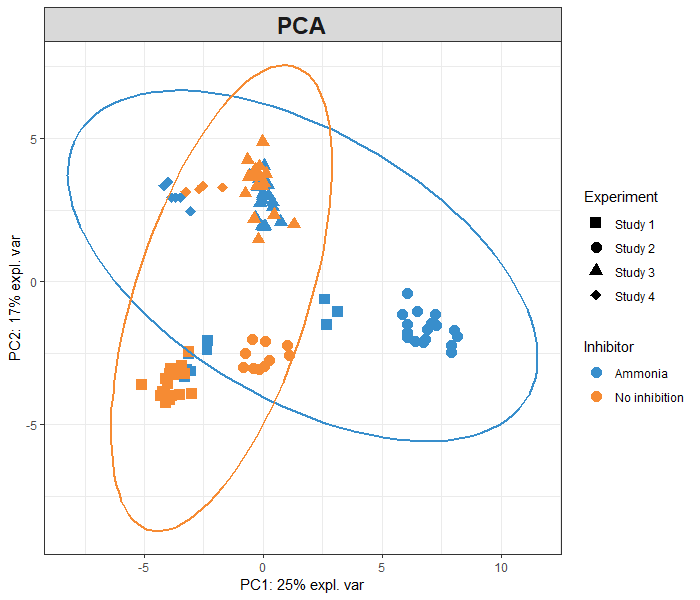 PCA
5
0
-5
PC2: 17% expl. var
-5
0
5
10
PC1: 25% expl. var
Experiment
Study 1
Study 2
Study 3
Study 4
Inhibitor
Ammonia
No inhibition